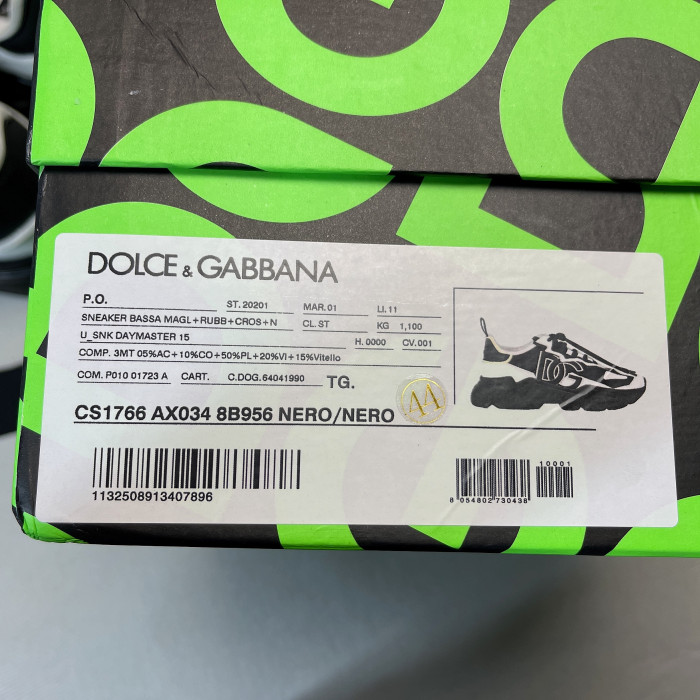 DOLCE & GABBANA
P.O. ST. 20201 MAR. 01 LI. 11
SNEAKER BASSA MAGL+RUBB+CROS+N CL. ST KG 1,100
U_SNK DAYMASTER 15 H. 0000 CV. 001
COMP. 3MT 05%AC+10%CO+50%PL+20%VI+15%Vitello
COM. P010 01723 A CART. C.DOG. 64041990 TG.
CS1766 AX034 8B956 NERO/NERO
44
DG
10001
1132508913407896
8 054802 730438